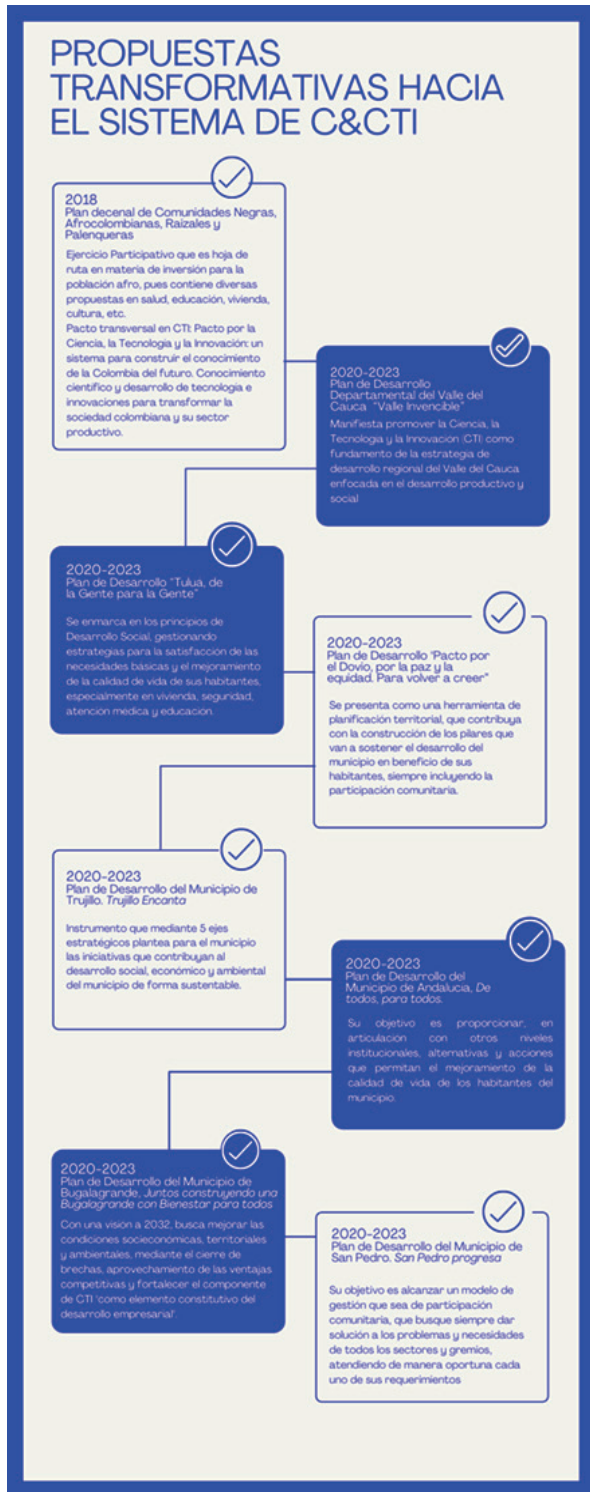 PROPUESTAS
TRANSFORMATIVAS HACIA
EL SISTEMA DE C&CTI
2018
Plan decenal de Comunidades Negras,
Afrocolombianas, Raizales y
Palenqueras
Ejercicio Participativo que es hoja de
ruta en materia de inversión para la
población afro, pues contiene diversas
propuestas en salud, educación, vivienda,
cultura, etc.
Pacto transversal en CTI: Pacto por la
Ciencia, la Tecnología y la Innovación: un
sistema para construir el conocimiento
de la Colombia del futuro. Conocimiento
científico y desarrollo de tecnología e
innovaciones para transformar la
sociedad colombiana y su sector
productivo.
2020-2023
Plan de Desarrollo
Departamental del Valle del
Cauca "Valle Invencible"
Manifiesta promover la Ciencia, la
Tecnología y la Innovación (CTI) como
fundamento de la estrategia de
desarrollo regional del Valle del Cauca
enfocada en el desarrollo productivo y
social
2020-2023
Plan de Desarrollo "Tulua, de
la Gente para la Gente"
Se enmarca en los principios de
Desarrollo Social, gestionando
estrategias para la satisfacción de las
necesidades básicas y el mejoramiento
de la calidad de vida de sus habitantes,
especialmente en vivienda, seguridad,
atención médica y educación.
2020-2023
Plan de Desarrollo "Pacto por
el Dovio, por la paz y la
equidad. Para volver a creer"
Se presenta como una herramienta de
planificación territorial, que contribuya
con la construcción de los pilares que
van a sostener el desarrollo del
municipio en beneficio de sus
habitantes, siempre incluyendo la
participación comunitaria.
2020-2023
Plan de Desarrollo del Municipio de
Trujillo. Trujillo Encanta
Instrumento que mediante 5 ejes
estratégicos plantea para el municipio
las iniciativas que contribuyan al
desarrollo social, económico y ambiental
del municipio de forma sustentable.
2020-2023
Plan de Desarrollo del
Municipio de Andalucía, De
todos, para todos.
Su objetivo es proporcionar, en
articulación con otros niveles
institucionales, alternativas y acciones
que permitan el mejoramiento de la
calidad de vida de los habitantes del
municipio.
2020-2023
Plan de Desarrollo del Municipio de
Bugalagrande, Juntos construyendo una
Bugalagrande con Bienestar para todos
Con una visión a 2032, busca mejorar las
condiciones socioeconómicas, territoriales
y ambientales, mediante el cierre de
brechas, aprovechamiento de las ventajas
competitivas y fortalecer el componente
de CTI "como elemento constitutivo del
desarrollo empresarial".
2020-2023
Plan de Desarrollo del Municipio de
San Pedro. San Pedro progresa
Su objetivo es alcanzar un modelo de
gestión que sea de participación
comunitaria, que busque siempre dar
solución a los problemas y necesidades
de todos los sectores y gremios,
atendiendo de manera oportuna cada
uno de sus requerimientos